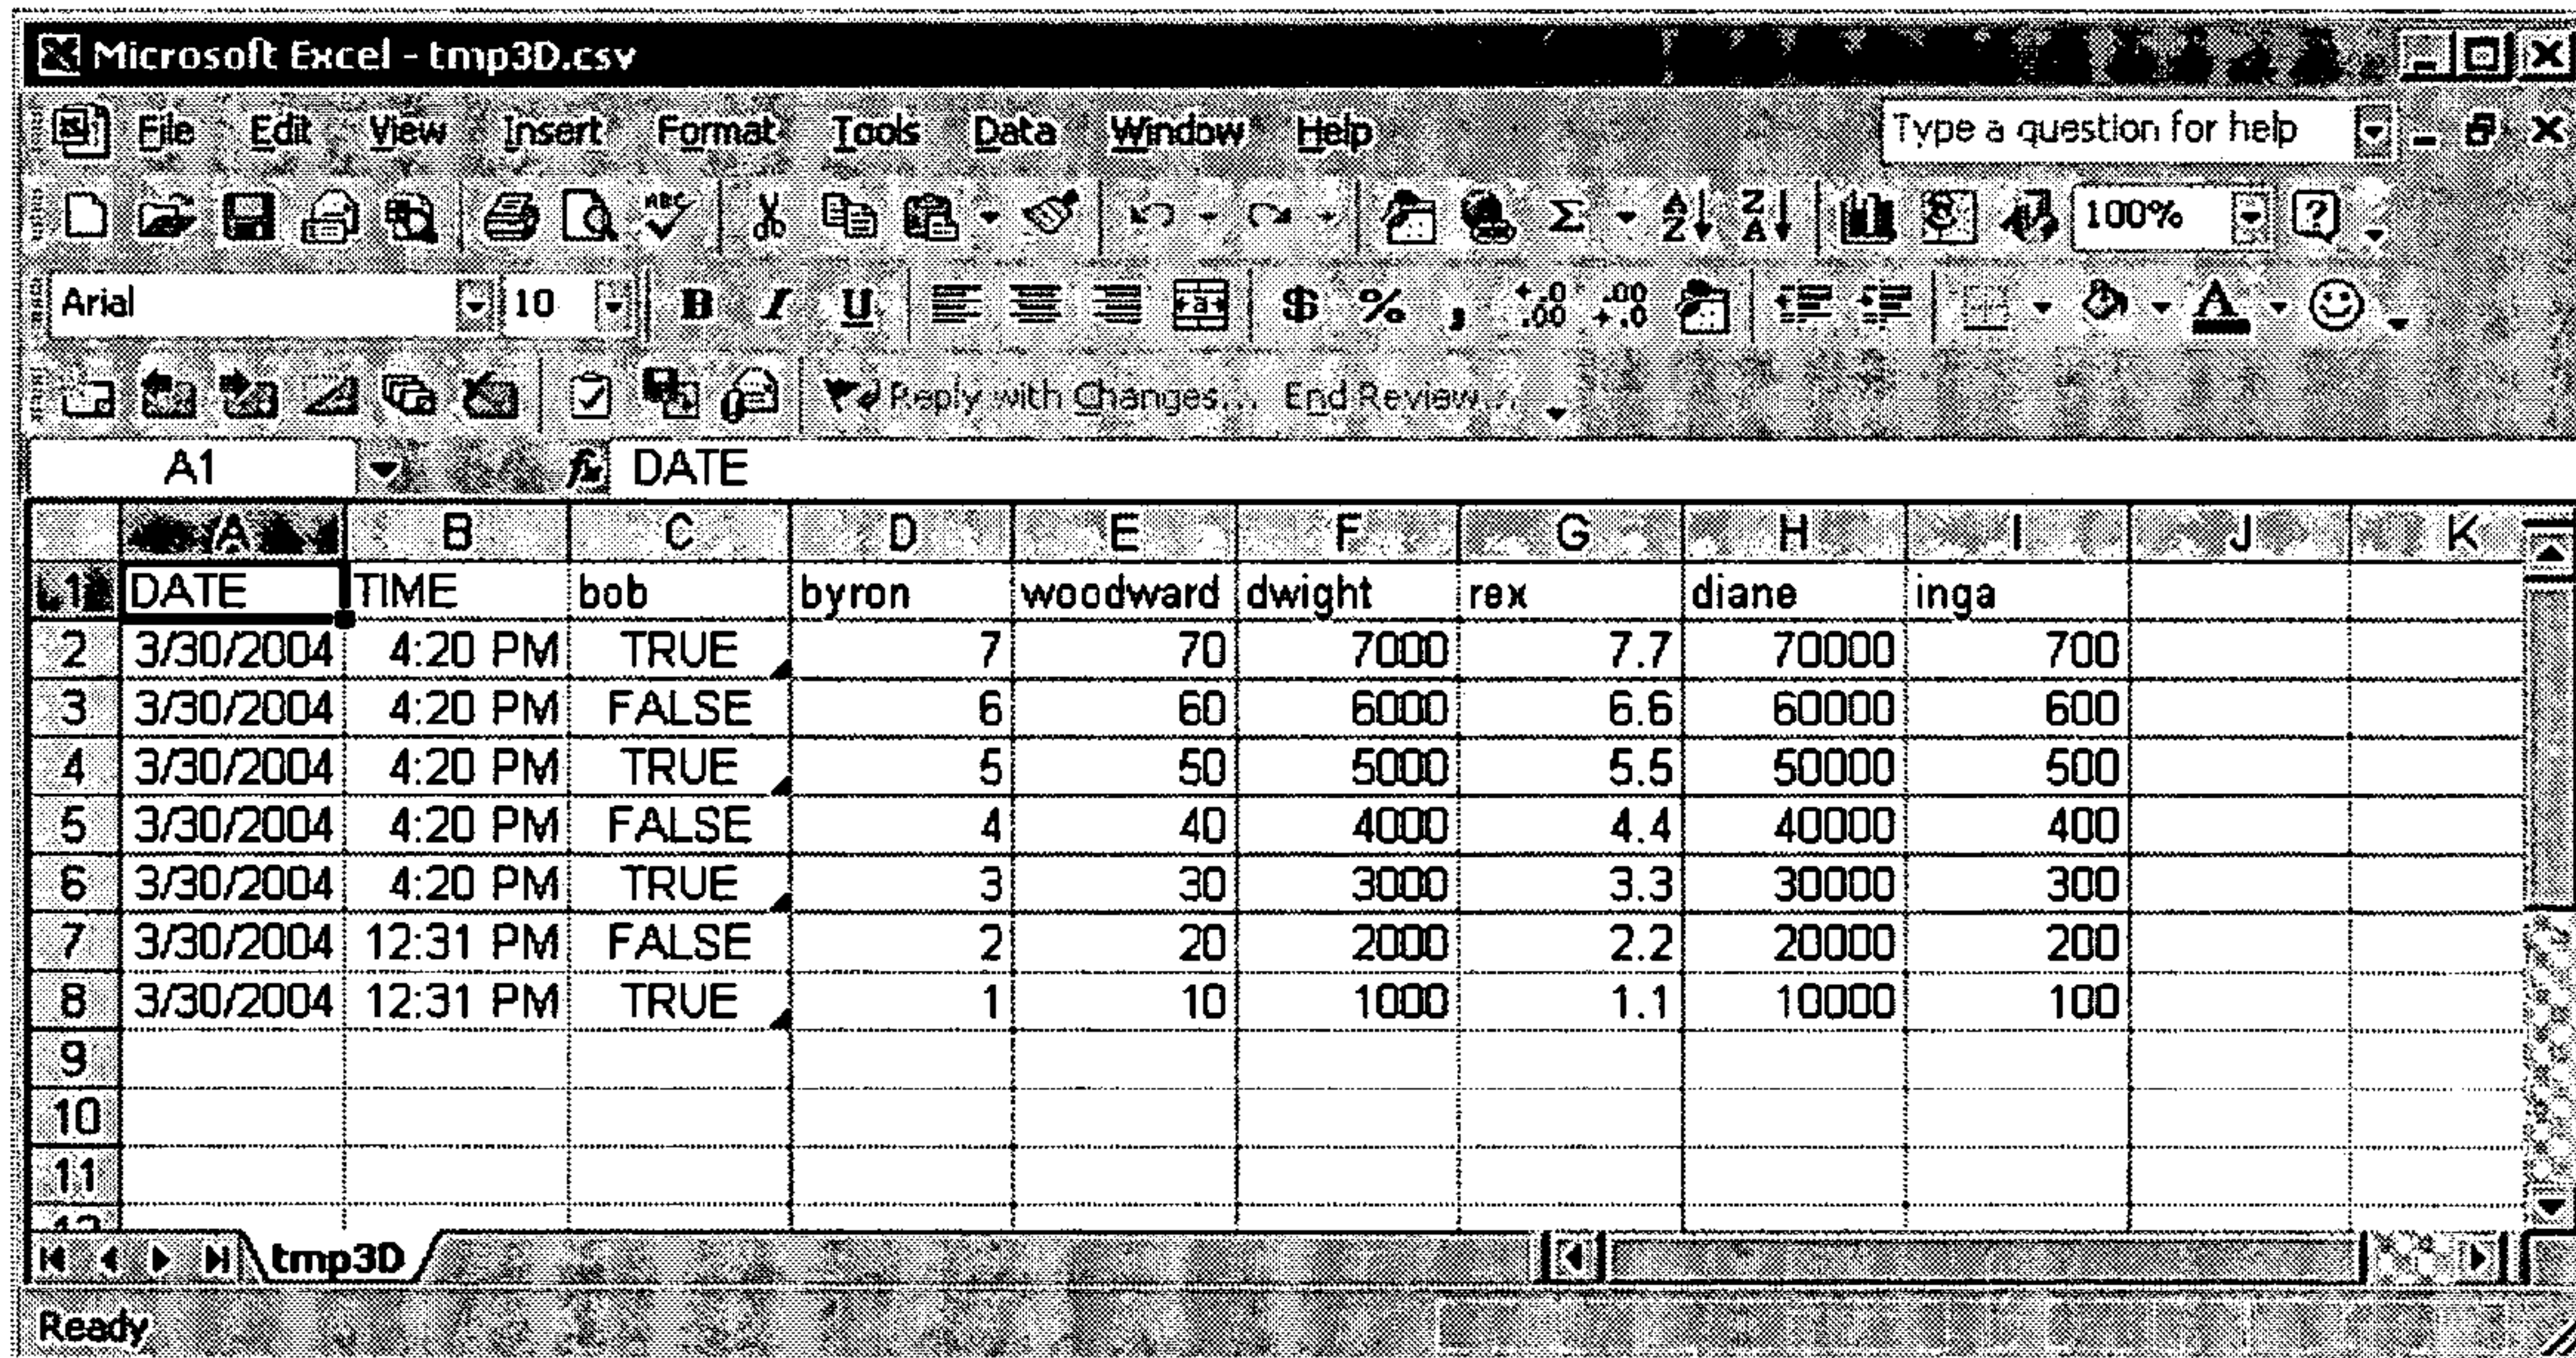 Microsoft Excel - tmp3D.csv
File Edit View Insert Format Tools Data Window Help Type a question for help
ABC Σ A Z Z A 100% ?
Arial 10 B I U a $ % , .0 .00 .00 .0 A
Reply with Changes... End Review...
A1 fx DATE
A B C D E F G H I J K
1 DATE TIME bob byron woodward dwight rex diane inga
2 3/30/2004 4:20 PM TRUE 7 70 7000 7.7 70000 700
3 3/30/2004 4:20 PM FALSE 6 60 6000 6.6 60000 600
4 3/30/2004 4:20 PM TRUE 5 50 5000 5.5 50000 500
5 3/30/2004 4:20 PM FALSE 4 40 4000 4.4 40000 400
6 3/30/2004 4:20 PM TRUE 3 30 3000 3.3 30000 300
7 3/30/2004 12:31 PM FALSE 2 20 2000 2.2 20000 200
8 3/30/2004 12:31 PM TRUE 1 10 1000 1.1 10000 100
9
10
11
12
tmp3D
Ready